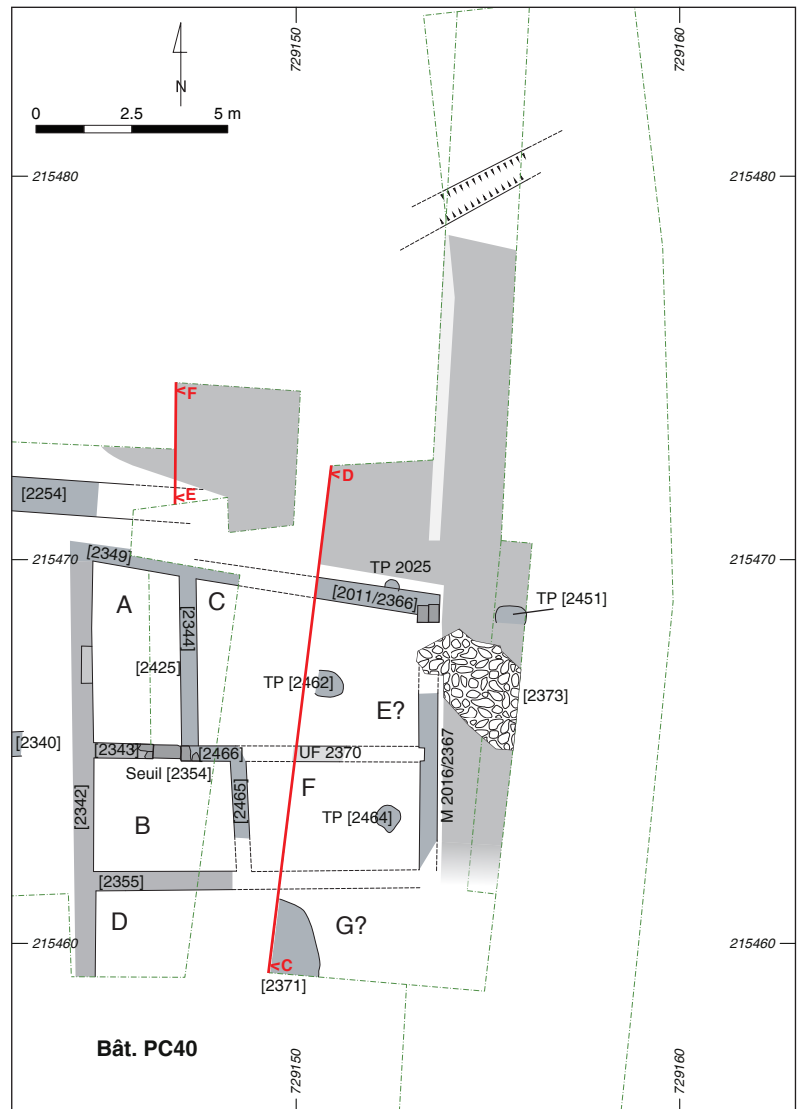 729150
729160
N
0 2.5 5 m
215480
215480
F
E
D
[2254]
215470
215470
[2349]
TP 2025
[2011/2366]
A
C
[2344]
TP [2451]
[2425]
TP [2462]
E?
[2373]
[2340]
[2343]
[2466]
UF 2370
Seuil [2354]
[2342]
[2465]
F
M 2016/2367
B
TP [2464]
[2355]
D
G?
215460
215460
C
[2371]
Bât. PC40
729150
729160